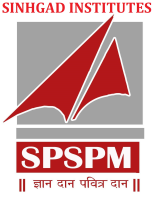 SINHGAD INSTITUTES
SPSPM
|| ज्ञान दान पवित्र दान ||